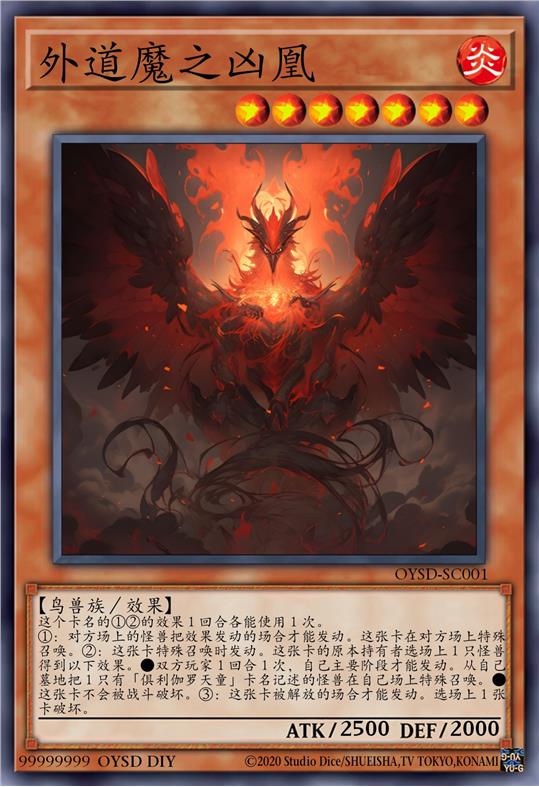 外道魔之凶凰
炎
OYSD-SC001
【鸟兽族／效果】
这个卡名的①②的效果1回合各能使用1次。
①：对方场上的怪兽把效果发动的场合才能发动。这张卡在对方场上特殊
召唤。②：这张卡特殊召唤时发动。这张卡的原本持有者选场上1只怪兽
得到以下效果。●双方玩家1回合1次，自己主要阶段才能发动。从自己
墓地把1只有「俱利伽罗天童」卡名记述的怪兽在自己场上特殊召唤。●
这张卡不会被战斗破坏。③：这张卡被解放的场合才能发动。选场上1张
卡破坏。
ATK/2500 DEF/2000
99999999 OYSD DIY ©2020 Studio Dice/SHUEISHA,TV TOKYO,KONAMI